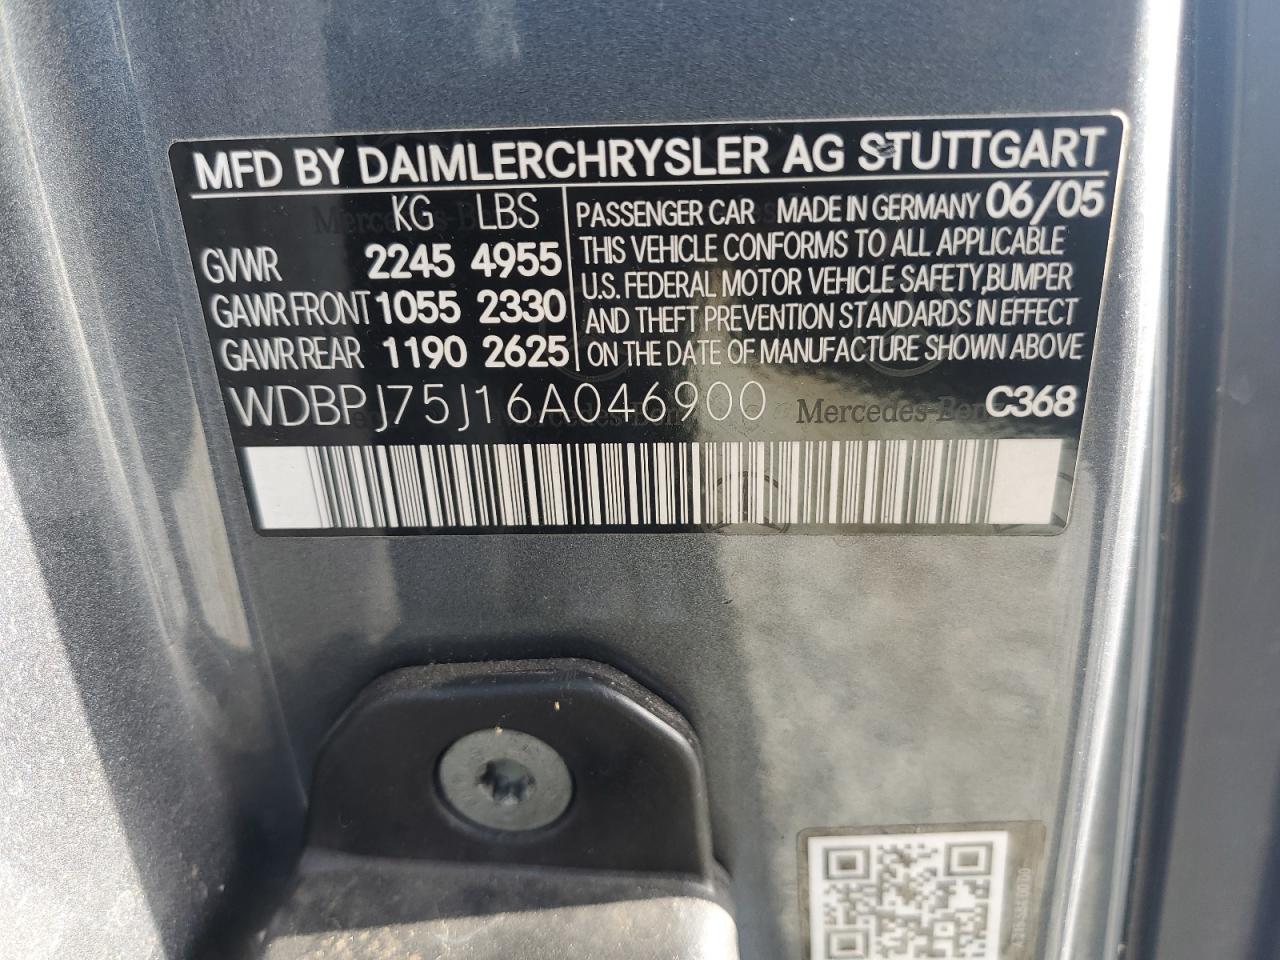 MFD BY DAIMLERCHRYSLER AG STUTTGART
KG LBS
GVWR 2245 4955
GAWR FRONT 1055 2330
GAWR REAR 1190 2625
PASSENGER CAR MADE IN GERMANY 06/05
THIS VEHICLE CONFORMS TO ALL APPLICABLE
U.S. FEDERAL MOTOR VEHICLE SAFETY,BUMPER
AND THEFT PREVENTION STANDARDS IN EFFECT
ON THE DATE OF MANUFACTURE SHOWN ABOVE
WDBPJ75J16A046900 Mercedes-Benz C368